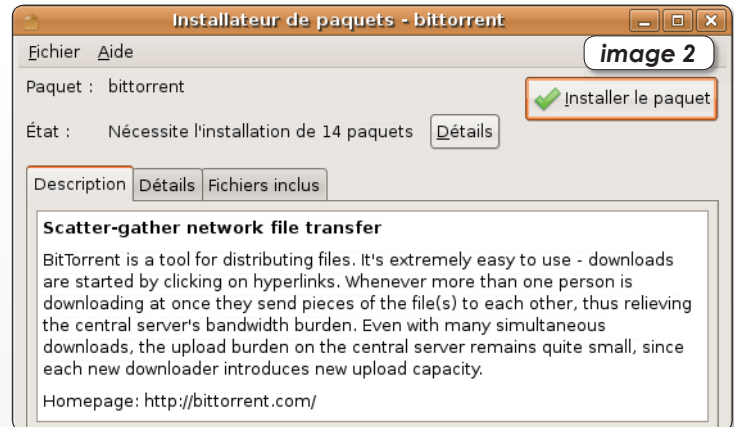 Installateur de paquets - bittorrent
Fichier Aide
image 2
Paquet : bittorrent
Installer le paquet
État : Nécessite l'installation de 14 paquets Détails
Description Détails Fichiers inclus
Scatter-gather network file transfer
BitTorrent is a tool for distributing files. It's extremely easy to use - downloads
are started by clicking on hyperlinks. Whenever more than one person is
downloading at once they send pieces of the file(s) to each other, thus relieving
the central server's bandwidth burden. Even with many simultaneous
downloads, the upload burden on the central server remains quite small, since
each new downloader introduces new upload capacity.
Homepage: http://bittorrent.com/